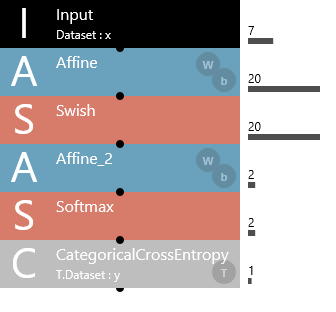 I Input 7
Dataset : x
A Affine W b 20
S Swish 20
A Affine_2 W b 2
S Softmax 2
C CategoricalCrossEntropy 1
T.Dataset : y T